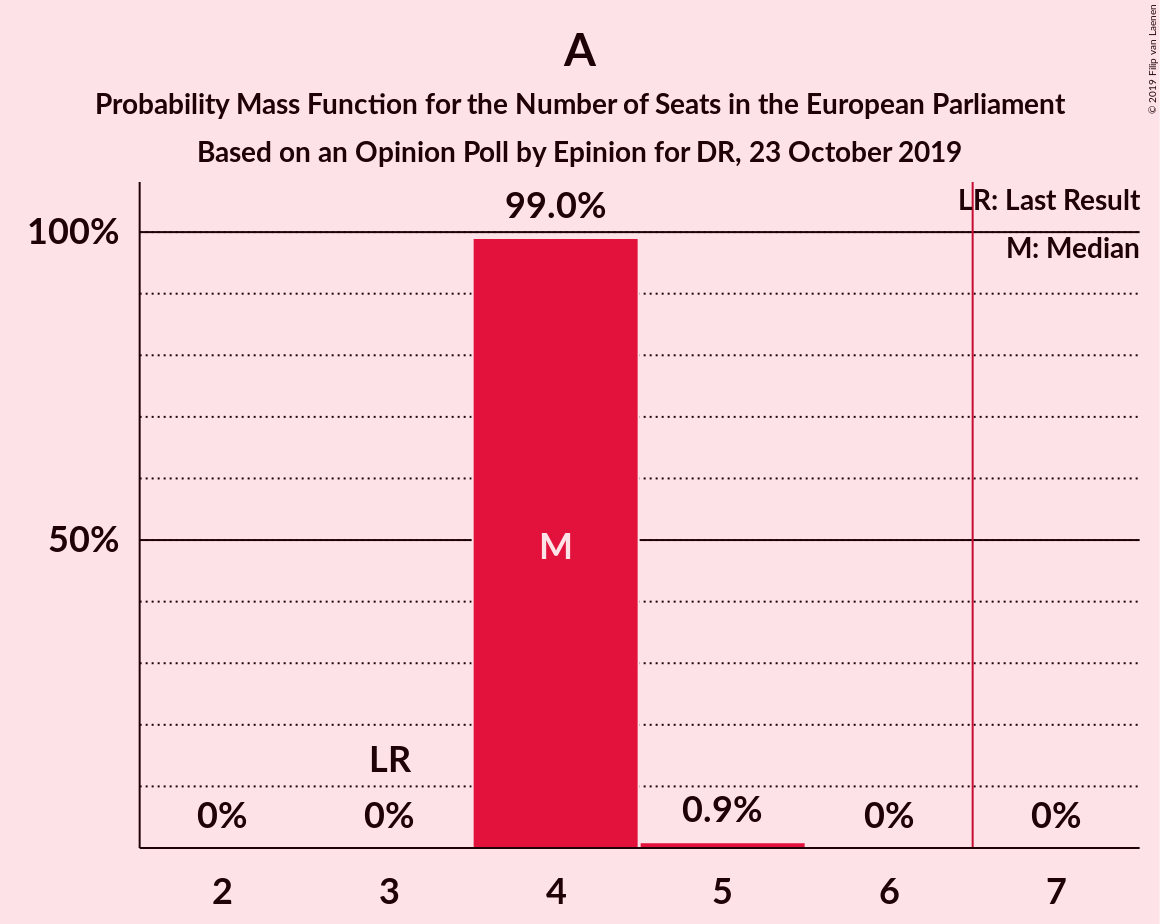 A
Probability Mass Function for the Number of Seats in the European Parliament
Based on an Opinion Poll by Epinion for DR, 23 October 2019
© 2019 Filip van Laenen
LR: Last Result
M: Median
99.0%
100%
50%
M
LR
0%
0%
0.9%
0%
0%
2
3
4
5
6
7